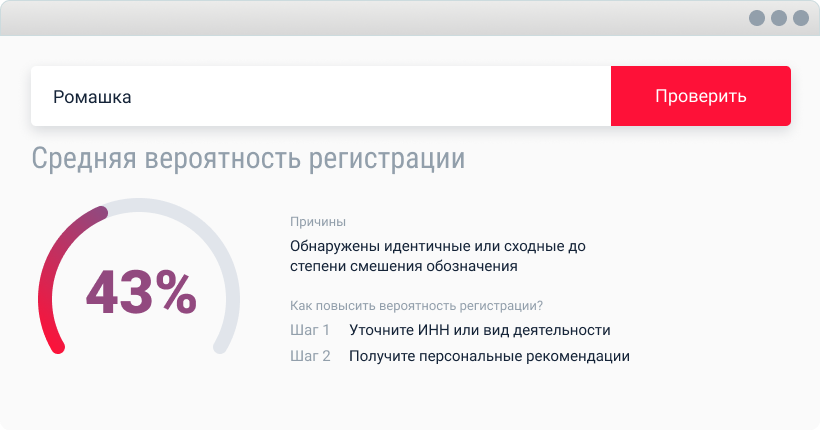 Ромашка
Проверить
Средняя вероятность регистрации
43%
Причины
Обнаружены идентичные или сходные до
степени смешения обозначения
Как повысить вероятность регистрации?
Шаг 1 Уточните ИНН или вид деятельности
Шаг 2 Получите персональные рекомендации